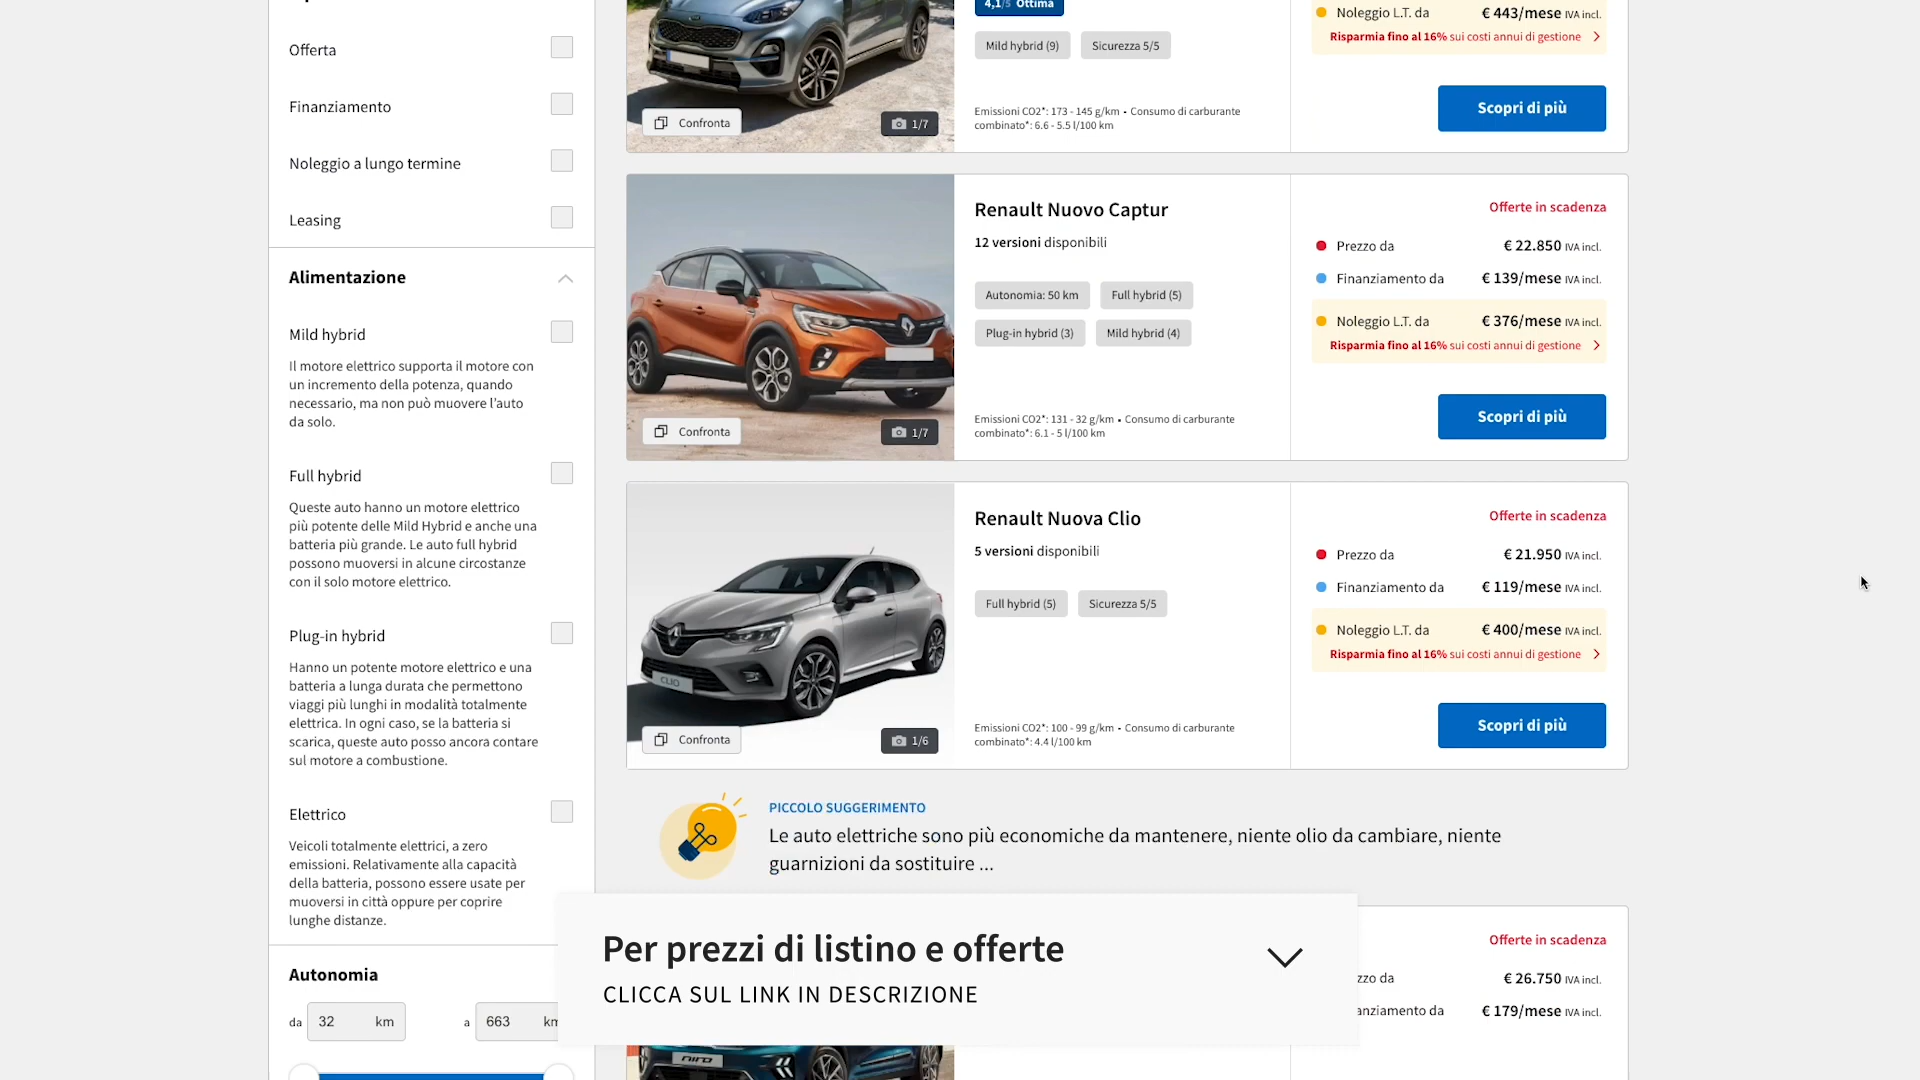 Offerta
Finanziamento
Noleggio a lungo termine
Leasing
Alimentazione
Mild hybrid
Il motore elettrico supporta il motore con
un incremento della potenza, quando
necessario, ma non può muovere l'auto
da solo.
Full hybrid
Queste auto hanno un motore elettrico
più potente delle Mild Hybrid e anche una
batteria più grande. Le auto full hybrid
possono muoversi in alcune circostanze
con il solo motore elettrico.
Plug-in hybrid
Hanno un potente motore elettrico e una
batteria a lunga durata che permettono
viaggi più lunghi in modalità totalmente
elettrica. In ogni caso, se la batteria si
scarica, queste auto posso ancora contare
sul motore a combustione.
Elettrico
Veicoli totalmente elettrici, a zero
emissioni. Relativamente alla capacità
della batteria, possono essere usate per
muoversi in città oppure per coprire
lunghe distanze.
Autonomia
da 32 km a 663 km
4,1/5 Ottima
Mild hybrid (9) Sicurezza 5/5
Emissioni CO2*: 173 - 145 g/km • Consumo di carburante
combinato*: 6.6 - 5.5 l/100 km
Confronta 1/7
Noleggio L.T. da € 443/mese IVA incl.
Risparmia fino al 16% sui costi annui di gestione
Scopri di più
Renault Nuovo Captur
12 versioni disponibili
Autonomia: 50 km Full hybrid (5)
Plug-in hybrid (3) Mild hybrid (4)
Emissioni CO2*: 131 - 32 g/km • Consumo di carburante
combinato*: 6.1 - 5 l/100 km
Confronta 1/7
Offerte in scadenza
Prezzo da € 22.850 IVA incl.
Finanziamento da € 139/mese IVA incl.
Noleggio L.T. da € 376/mese IVA incl.
Risparmia fino al 16% sui costi annui di gestione
Scopri di più
Renault Nuova Clio
5 versioni disponibili
Full hybrid (5) Sicurezza 5/5
Emissioni CO2*: 100 - 99 g/km • Consumo di carburante
combinato*: 4.4 l/100 km
CLIO
Confronta 1/6
Offerte in scadenza
Prezzo da € 21.950 IVA incl.
Finanziamento da € 119/mese IVA incl.
Noleggio L.T. da € 400/mese IVA incl.
Risparmia fino al 16% sui costi annui di gestione
Scopri di più
PICCOLO SUGGERIMENTO
Le auto elettriche sono più economiche da mantenere, niente olio da cambiare, niente
guarnizioni da sostituire ...
Per prezzi di listino e offerte
CLICCA SUL LINK IN DESCRIZIONE
Offerte in scadenza
zzo da € 26.750 IVA incl.
anziamento da € 179/mese IVA incl.
niro